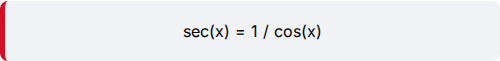 sec(x) = 1 / cos(x)